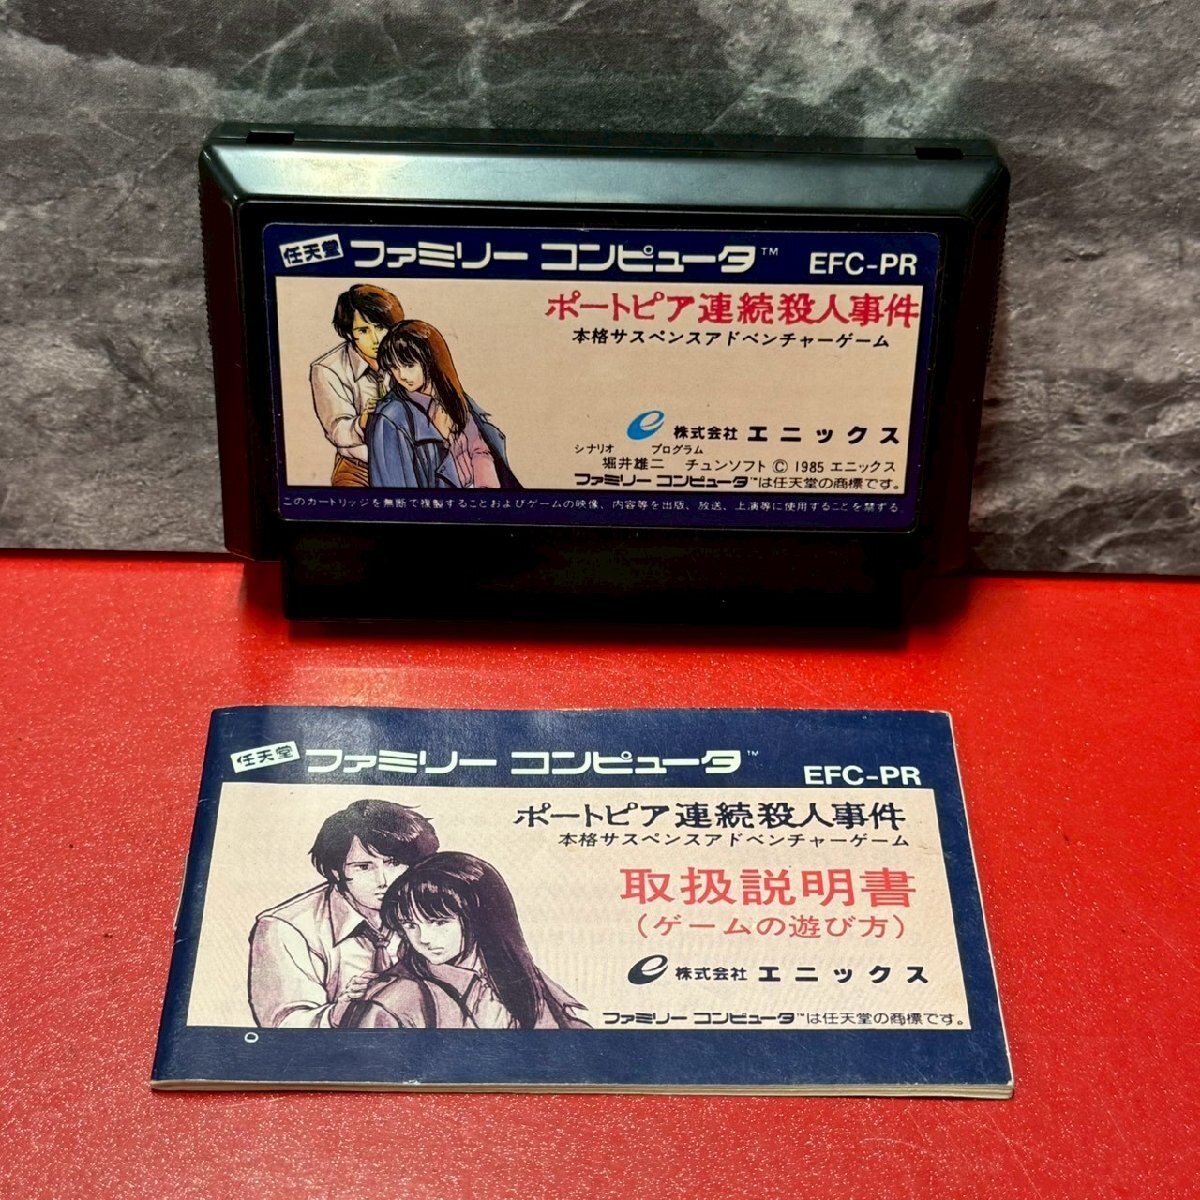 任天堂 ファミリー コンピュータ™ EFC-PR
ポートピア連続殺人事件
本格サスペンスアドベンチャーゲーム
株式会社 エニックス
シナリオ プログラム
堀井雄二 チュンソフト © 1985 エニックス
ファミリー コンピュータ™は任天堂の商標です。
このカートリッジを無断で複製することおよびゲームの映像、内容等を出版、放送、上演等に使用することを禁ずる。
任天堂 ファミリー コンピュータ™ EFC-PR
ポートピア連続殺人事件
本格サスペンスアドベンチャーゲーム
取扱説明書
(ゲームの遊び方)
株式会社 エニックス
ファミリー コンピュータ™は任天堂の商標です。